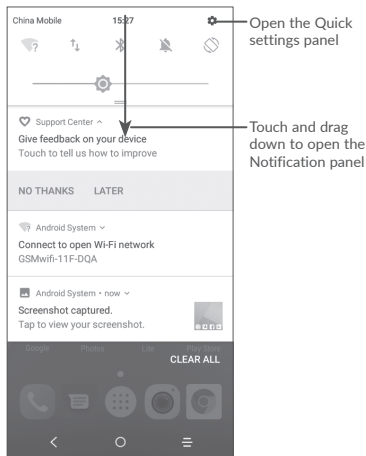 China Mobile 15:27
Open the Quick
settings panel
Support Center
Give feedback on your device
Touch to tell us how to improve
Touch and drag
down to open the
Notification panel
NO THANKS LATER
Android System
Connect to open Wi-Fi network
GSMwifi-11F-DQA
Android System • now
Screenshot captured.
Tap to view your screenshot.
Google Photos Lite Play Store
CLEAR ALL